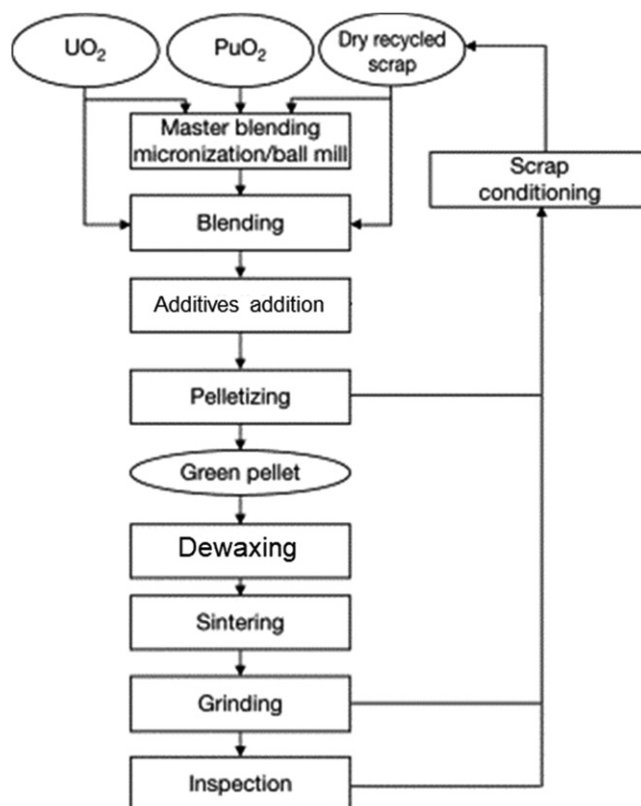 UO₂
PuO₂
Dry recycled
scrap
Master blending
micronization/ball mill
Scrap
conditioning
Blending
Additives addition
Pelletizing
Green pellet
Dewaxing
Sintering
Grinding
Inspection